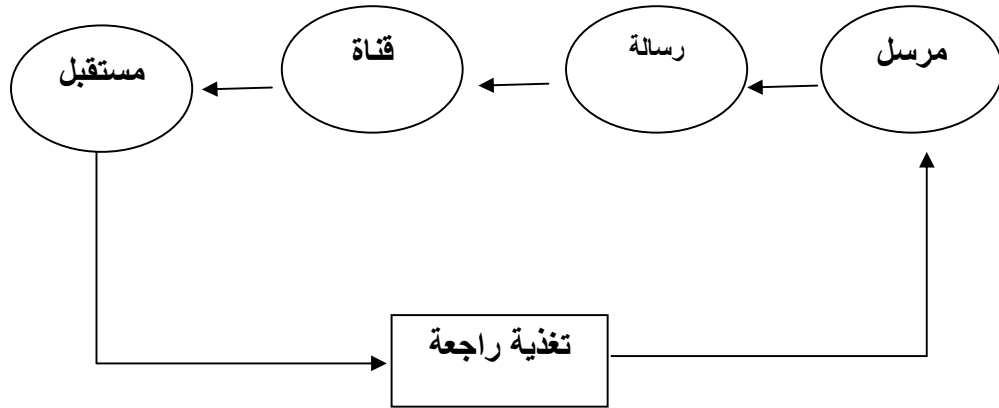 مرسل
رسالة
قناة
مستقبل
تغذية راجعة